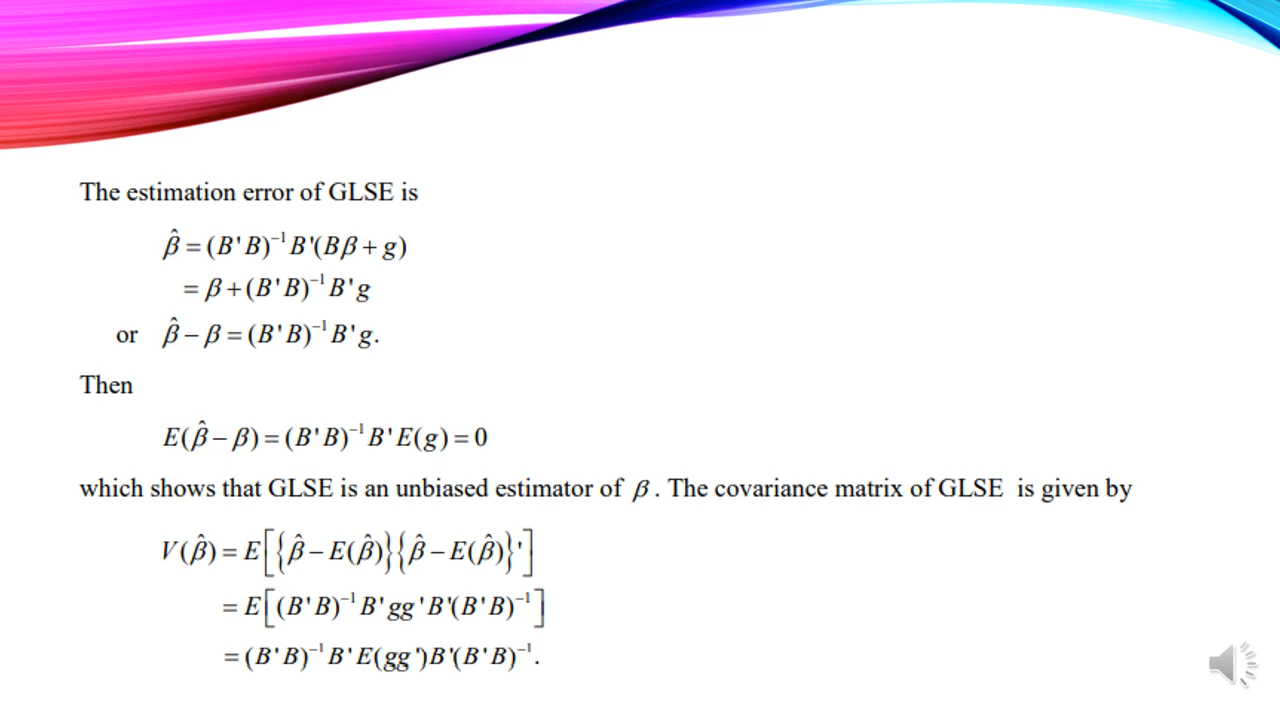 The estimation error of GLSE is
β̂ = (B'B)⁻¹B'(Bβ + g)
= β + (B'B)⁻¹B'g
or β̂ − β = (B'B)⁻¹B'g.
Then
E(β̂ − β) = (B'B)⁻¹B'E(g) = 0
which shows that GLSE is an unbiased estimator of β. The covariance matrix of GLSE is given by
V(β̂) = E[{β̂ − E(β̂)}{β̂ − E(β̂)}']
= E[(B'B)⁻¹B'gg'B'(B'B)⁻¹]
= (B'B)⁻¹B'E(gg')B'(B'B)⁻¹.